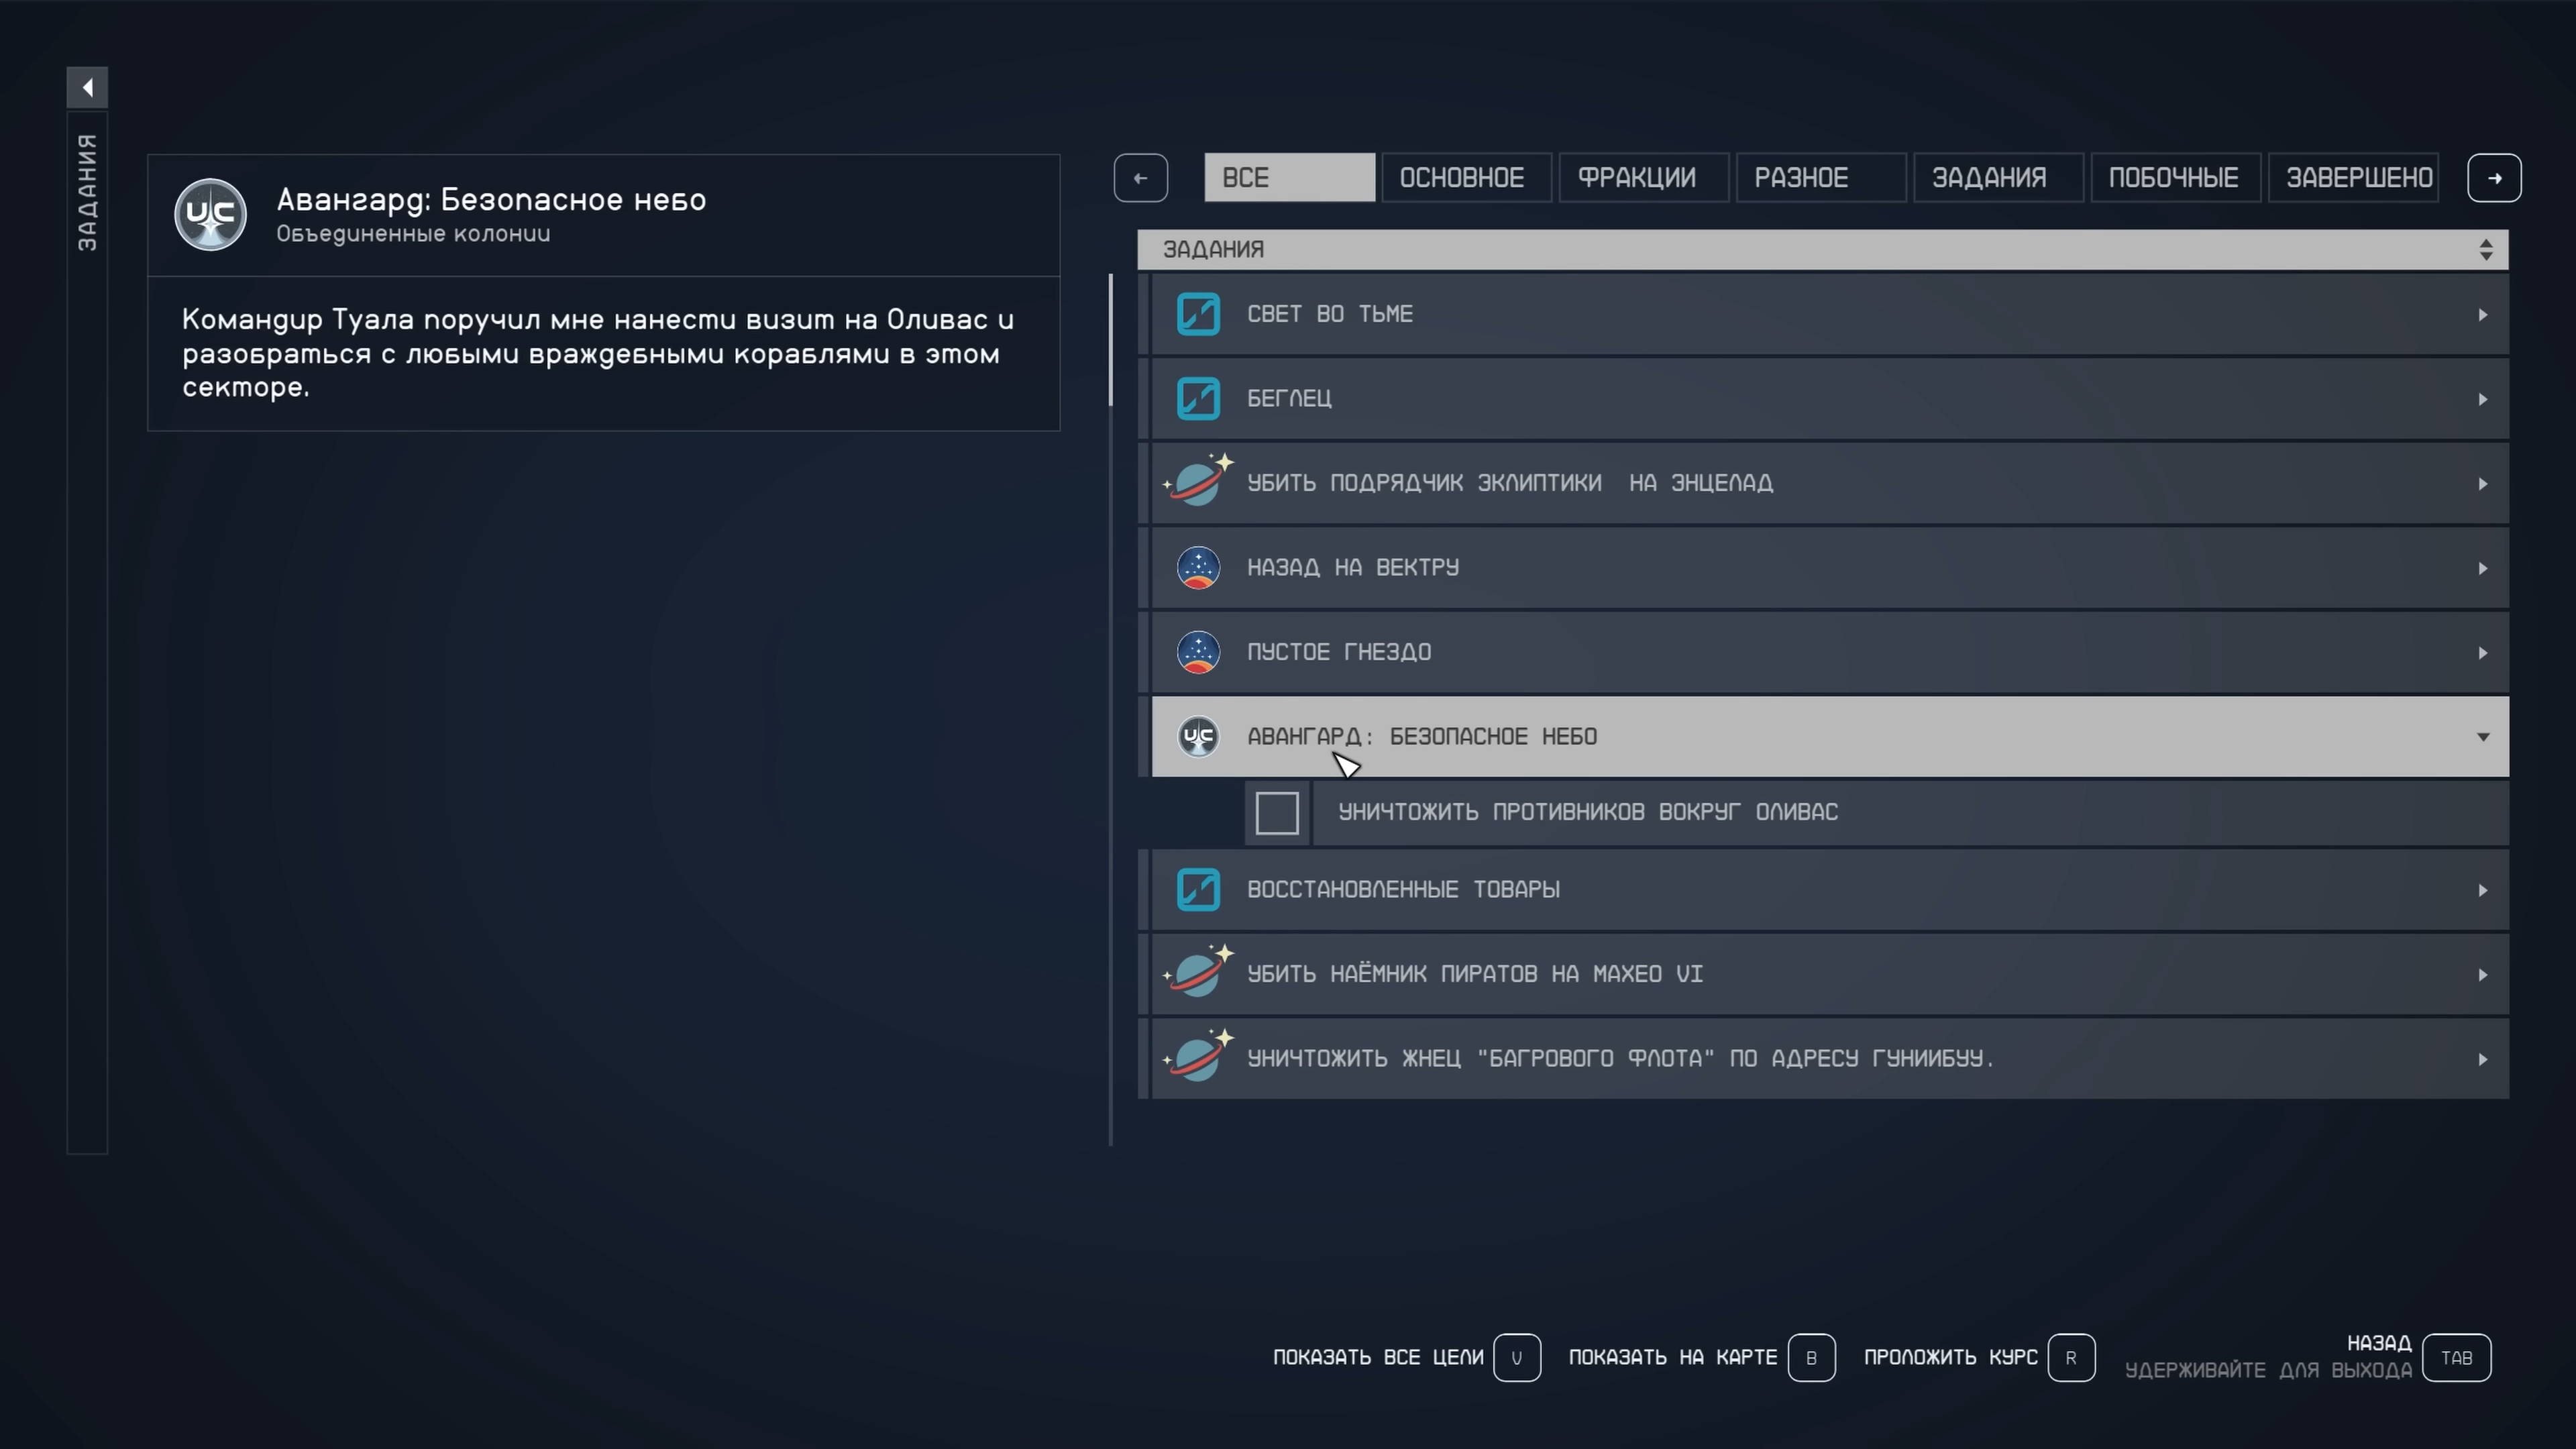 ЗАДАНИЯ
Авангард: Безопасное небо
Объединенные колонии
Командир Туала поручил мне нанести визит на Оливас и
разобраться с любыми враждебными кораблями в этом
секторе.
ВСЕ
ОСНОВНОЕ
ФРАКЦИИ
РАЗНОЕ
ЗАДАНИЯ
ПОБОЧНЫЕ
ЗАВЕРШЕНО
ЗАДАНИЯ
СВЕТ ВО ТЬМЕ
БЕГЛЕЦ
УБИТЬ ПОДРЯДЧИК ЭКЛИПТИКИ  НА ЭНЦЕЛАД
НАЗАД НА ВЕКТРУ
ПУСТОЕ ГНЕЗДО
UC АВАНГАРД: БЕЗОПАСНОЕ НЕБО
УНИЧТОЖИТЬ ПРОТИВНИКОВ ВОКРУГ ОЛИВАС
ВОССТАНОВЛЕННЫЕ ТОВАРЫ
УБИТЬ НАЁМНИК ПИРАТОВ НА МАХЕО VI
УНИЧТОЖИТЬ ЖНЕЦ "БАГРОВОГО ФЛОТА" ПО АДРЕСУ ГУНИИБУУ.
ПОКАЗАТЬ ВСЕ ЦЕЛИ V
ПОКАЗАТЬ НА КАРТЕ B
ПРОЛОЖИТЬ КУРС R
НАЗАД
УДЕРЖИВАЙТЕ ДЛЯ ВЫХОДА
TAB